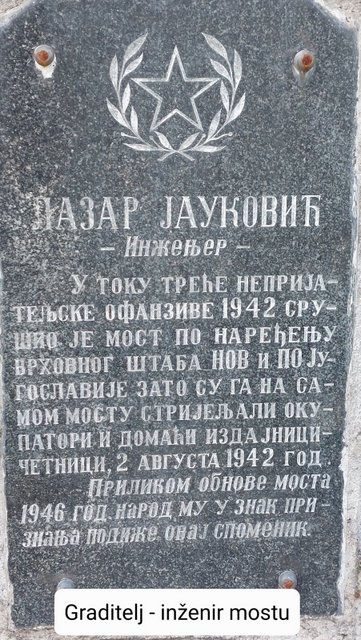 ЛАЗАР ЈАУКОВИЋ
– Инжењер –
У ТОКУ ТРЕЋЕ НЕПРИЈА-
ТЕЉСКЕ ОФАНЗИВЕ 1942 СРУ-
ШИО ЈЕ МОСТ ПО НАРЕЂЕЊУ
ВРХОВНОГ ШТАБА НОВ И ПО ЈУ-
ГОСЛАВИЈЕ ЗАТО СУ ГА НА СА-
МОМ МОСТУ СТРИЈЕЉАЛИ ОКУ-
ПАТОРИ И ДОМАЋИ ИЗДАЈНИЦИ-
ЧЕТНИЦИ, 2 АВГУСТА 1942 ГОД.
Приликом обнове моста
1946 год. народ му у знак при-
знања подиже овај споменик.
Graditelj - inženir mostu